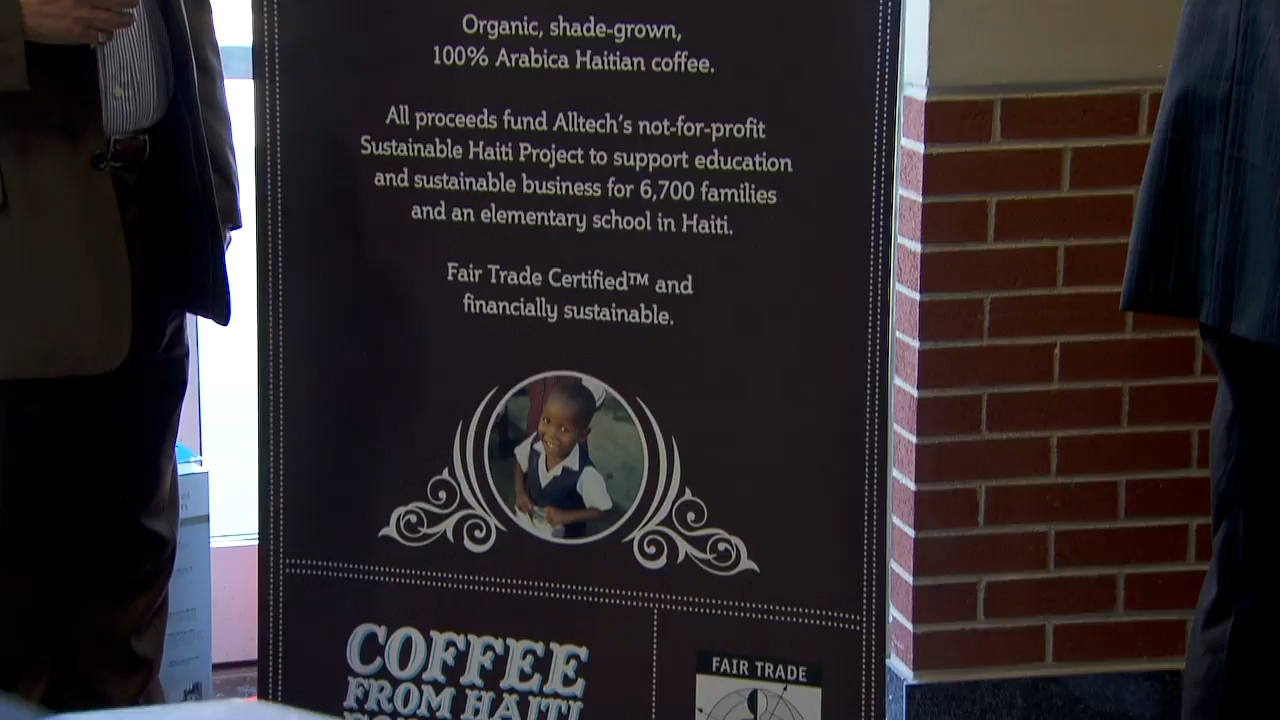 Organic, shade-grown,
100% Arabica Haitian coffee.
All proceeds fund Alltech's not-for-profit
Sustainable Haiti Project to support education
and sustainable business for 6,700 families
and an elementary school in Haiti.
Fair Trade Certified™ and
financially sustainable.
COFFEE
FROM HAITI
FAIR TRADE